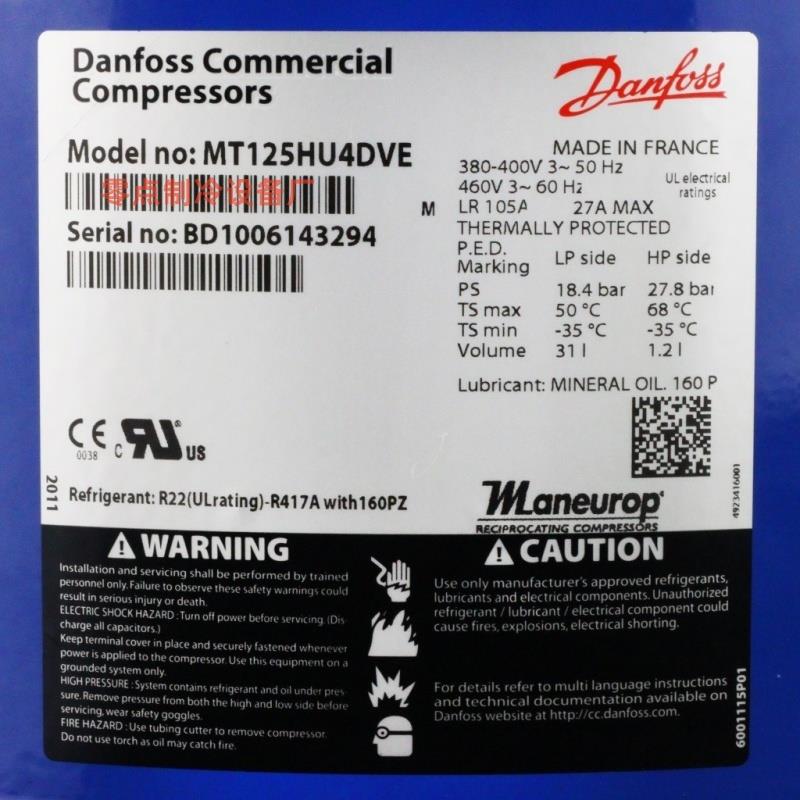 Danfoss Commercial
Compressors
Danfoss
Model no: MT125HU4DVE
零点制冷设备厂
Serial no: BD1006143294
MADE IN FRANCE
380-400V 3~ 50 Hz
460V 3~ 60 Hz
UL electrical
ratings
M
LR 105A 27A MAX
THERMALLY PROTECTED
P.E.D.
Marking LP side HP side
PS 18.4 bar 27.8 bar
TS max 50 °C 68 °C
TS min -35 °C -35 °C
Volume 31 l 1.2 l
Lubricant: MINERAL OIL. 160 P
CE
0038
c RU® US
2011
Refrigerant: R22(ULrating)-R417A with160PZ
Maneurop®
RECIPROCATING COMPRESSORS
4923416001
WARNING
Installation and servicing shall be performed by trained
personnel only. Failure to observe these safety warnings could
result in serious injury or death.
ELECTRIC SHOCK HAZARD : Turn off power before servicing. (Dis-
charge all capacitors.)
Keep terminal cover in place and securely fastened whenever
power is applied to the compressor. Use this equipment on a
grounded system only.
HIGH PRESSURE : System contains refrigerant and oil under pres-
sure. Remove pressure from both the high and low side before
servicing, wear safety goggles.
FIRE HAZARD : Use tubing cutter to remove compressor.
Do not use torch as oil may catch fire.
CAUTION
Use only manufacturer's approved refrigerants,
lubricants and electrical components. Unauthorized
refrigerant / lubricant / electrical component could
cause fires, explosions, electrical shorting.
For details refer to multi language instructions
and technical documentation available on
Danfoss website at http://cc.danfoss.com.
6001115P01